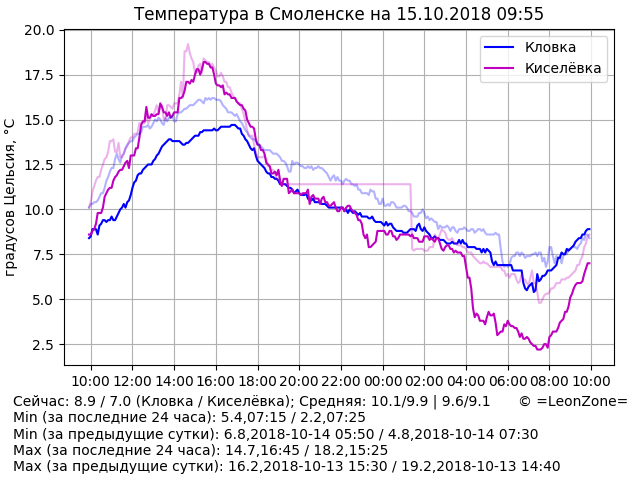 Температура в Смоленске на 15.10.2018 09:55
градусов Цельсия, °C
20.0
17.5
15.0
12.5
10.0
7.5
5.0
2.5
Кловка
Киселёвка
10:00 12:00 14:00 16:00 18:00 20:00 22:00 00:00 02:00 04:00 06:00 08:00 10:00
Сейчас: 8.9 / 7.0 (Кловка / Киселёвка); Средняя: 10.1/9.9 | 9.6/9.1 © =LeonZone=
Min (за последние 24 часа): 5.4,07:15 / 2.2,07:25
Min (за предыдущие сутки): 6.8,2018-10-14 05:50 / 4.8,2018-10-14 07:30
Max (за последние 24 часа): 14.7,16:45 / 18.2,15:25
Max (за предыдущие сутки): 16.2,2018-10-13 15:30 / 19.2,2018-10-13 14:40